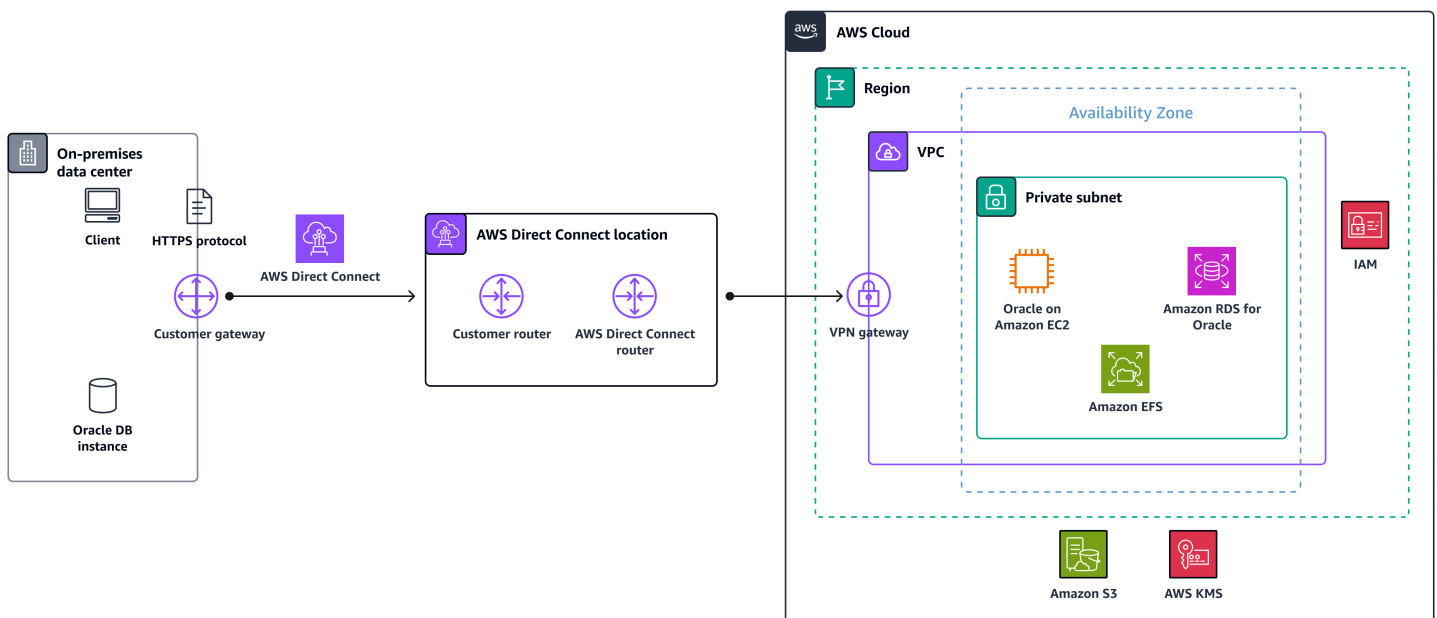 aws
AWS Cloud
Region
Availability Zone
On-premises
data center
VPC
Private subnet
Client
HTTPS protocol
AWS Direct Connect
AWS Direct Connect location
IAM
Customer gateway
Customer router
AWS Direct Connect
router
VPN gateway
Oracle on
Amazon EC2
Amazon RDS for
Oracle
Amazon EFS
Oracle DB
instance
Amazon S3
AWS KMS